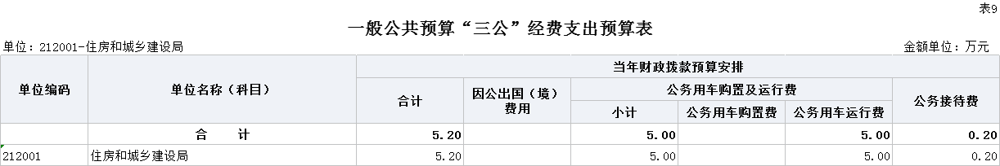 表9
一般公共预算“三公”经费支出预算表
单位：212001-住房和城乡建设局 金额单位：万元
单位编码 单位名称（科目） 当年财政拨款预算安排
合计 因公出国（境）费用 公务用车购置及运行费 公务接待费
小计 公务用车购置费 公务用车运行费
合 计 5.20 5.00 5.00 0.20
212001 住房和城乡建设局 5.20 5.00 5.00 0.20